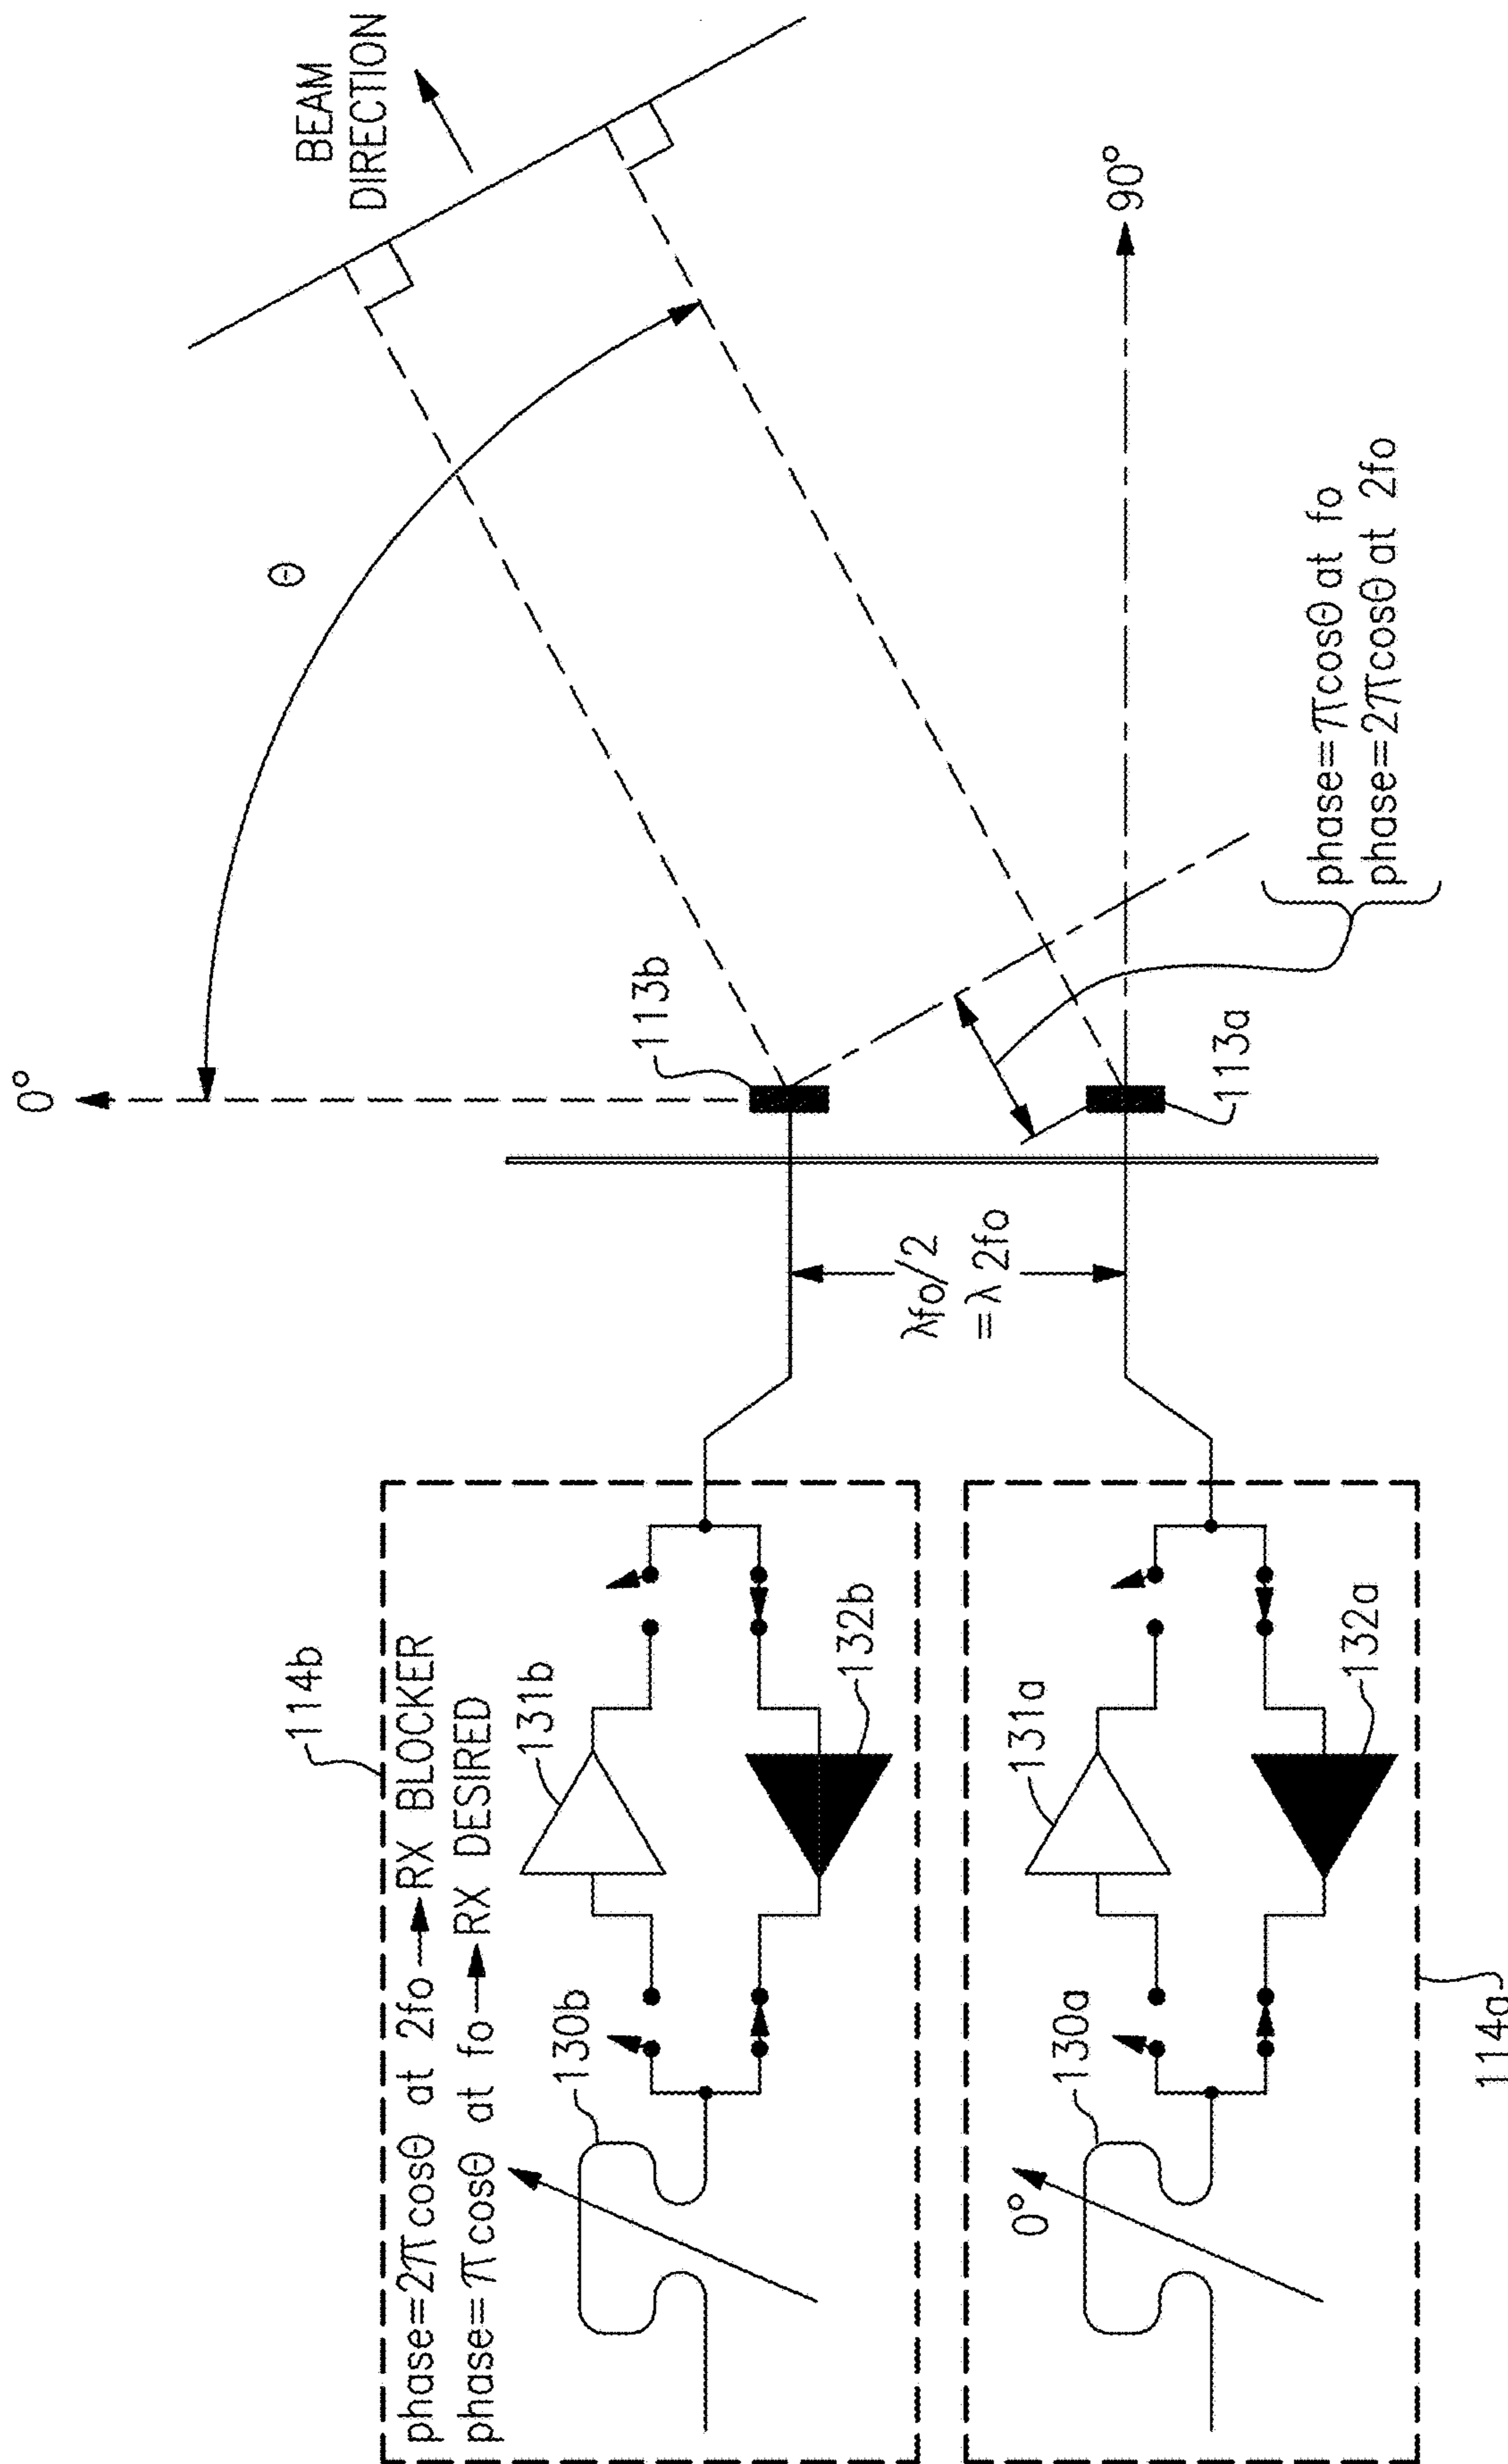 0°
θ
BEAM
DIRECTION
113b
90°
113a
phase=πcosθ at fo
phase=2πcosθ at 2fo
λfo/2
=λ 2fo
114b
phase=2πcosθ at 2fo→RX BLOCKER
phase=πcosθ at fo→RX DESIRED
130b
131b
132b
0°
130a
131a
132a
114a